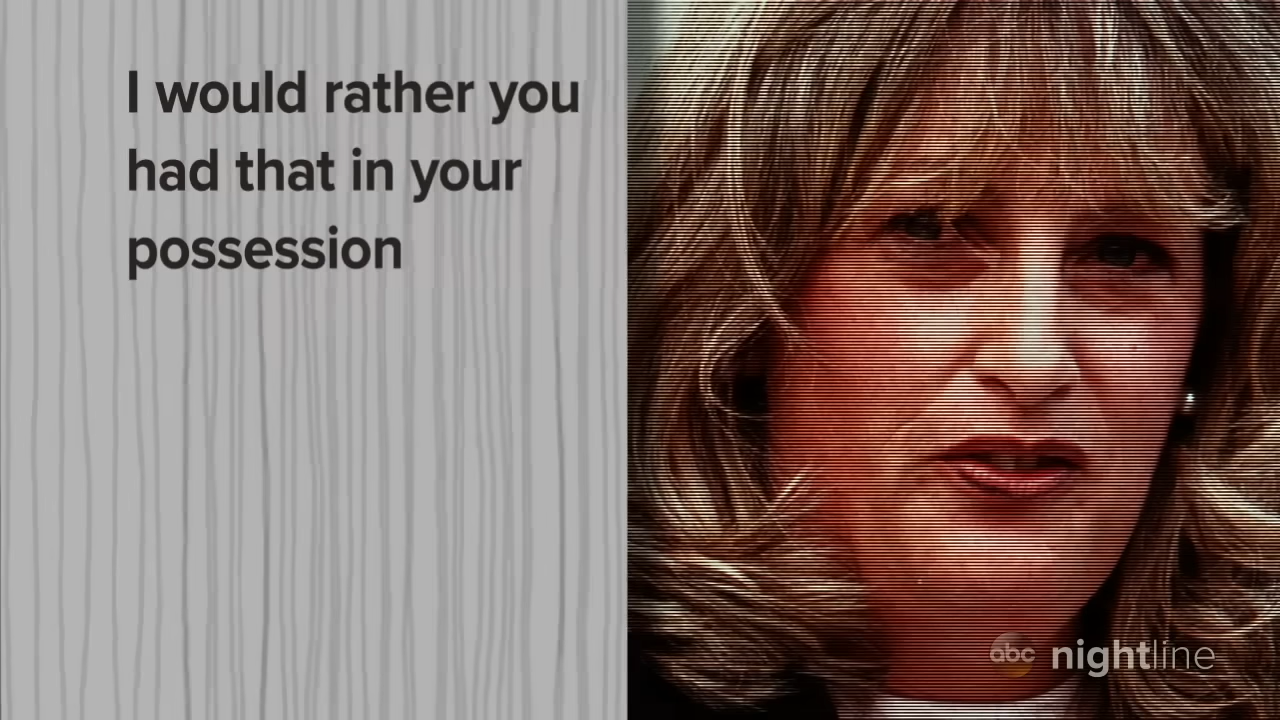 I would rather you
had that in your
possession
abc nightline